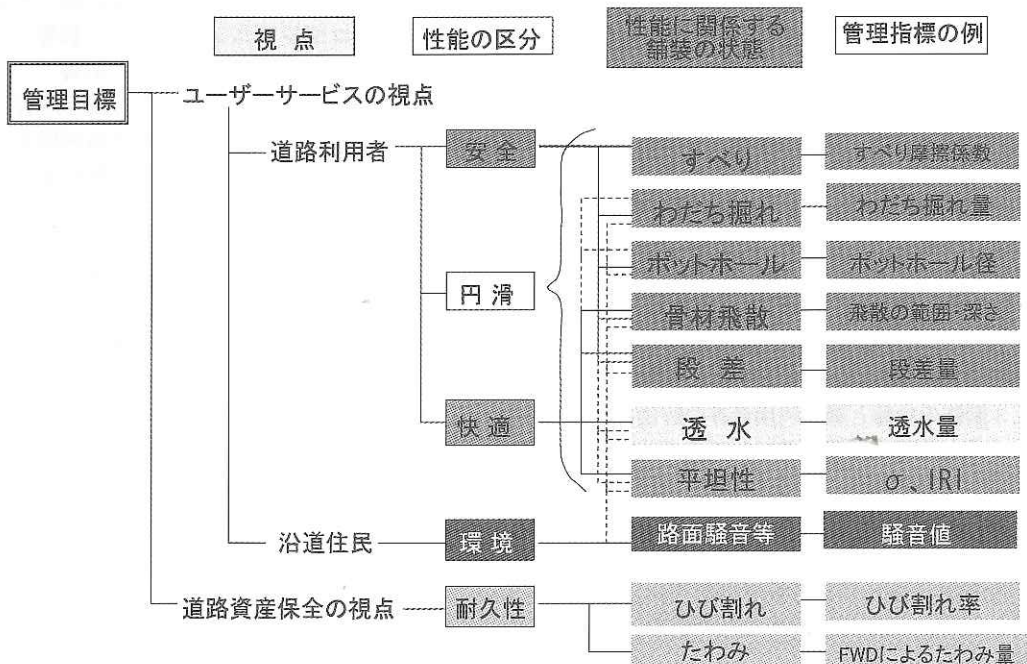 視 点
性能の区分
性能に関係する
舗装の状態
管理指標の例
管理目標
ユーザーサービスの視点
道路利用者
安全
すべり
すべり摩擦係数
わだち掘れ
わだち掘れ量
ポットホール
ポットホール径
円滑
骨材飛散
飛散の範囲・深さ
段 差
段差量
快適
透 水
透水量
平坦性
σ、IRI
沿道住民
環境
路面騒音等
騒音値
道路資産保全の視点
耐久性
ひび割れ
ひび割れ率
たわみ
FWDによるたわみ量